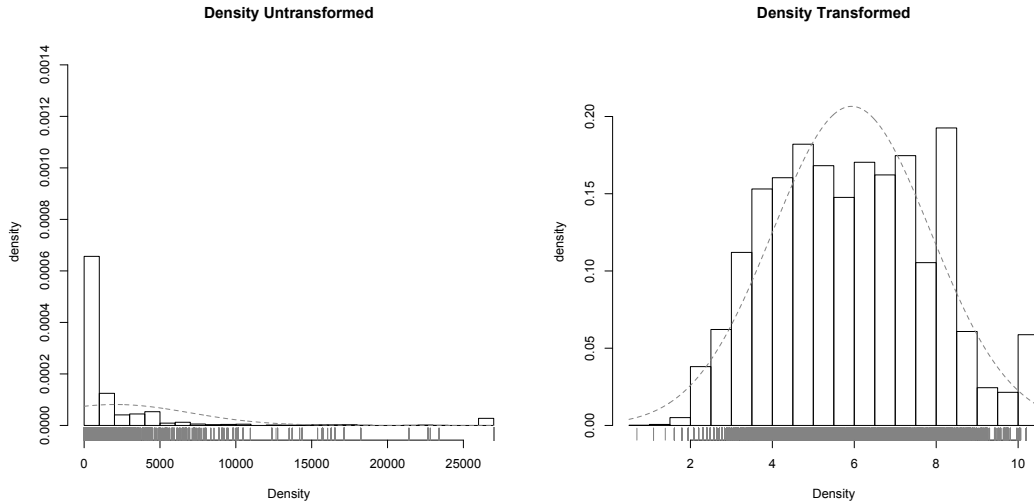 Density Untransformed
0.0014
0.0012
0.0010
0.0008
0.0006
0.0004
0.0002
0.0000
density
0 5000 10000 15000 20000 25000
Density
Density Transformed
0.20
0.15
0.10
0.05
0.00
density
2 4 6 8 10
Density